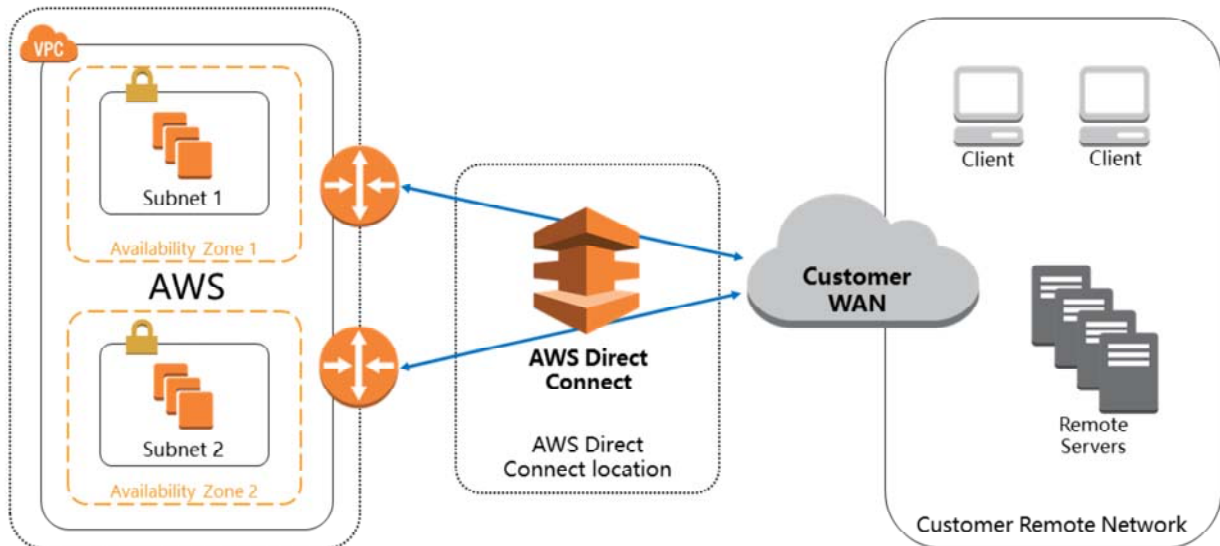 VPC
Subnet 1
Availability Zone 1
AWS
Subnet 2
Availability Zone 2
AWS Direct
Connect
AWS Direct
Connect location
Customer
WAN
Client
Client
Remote
Servers
Customer Remote Network